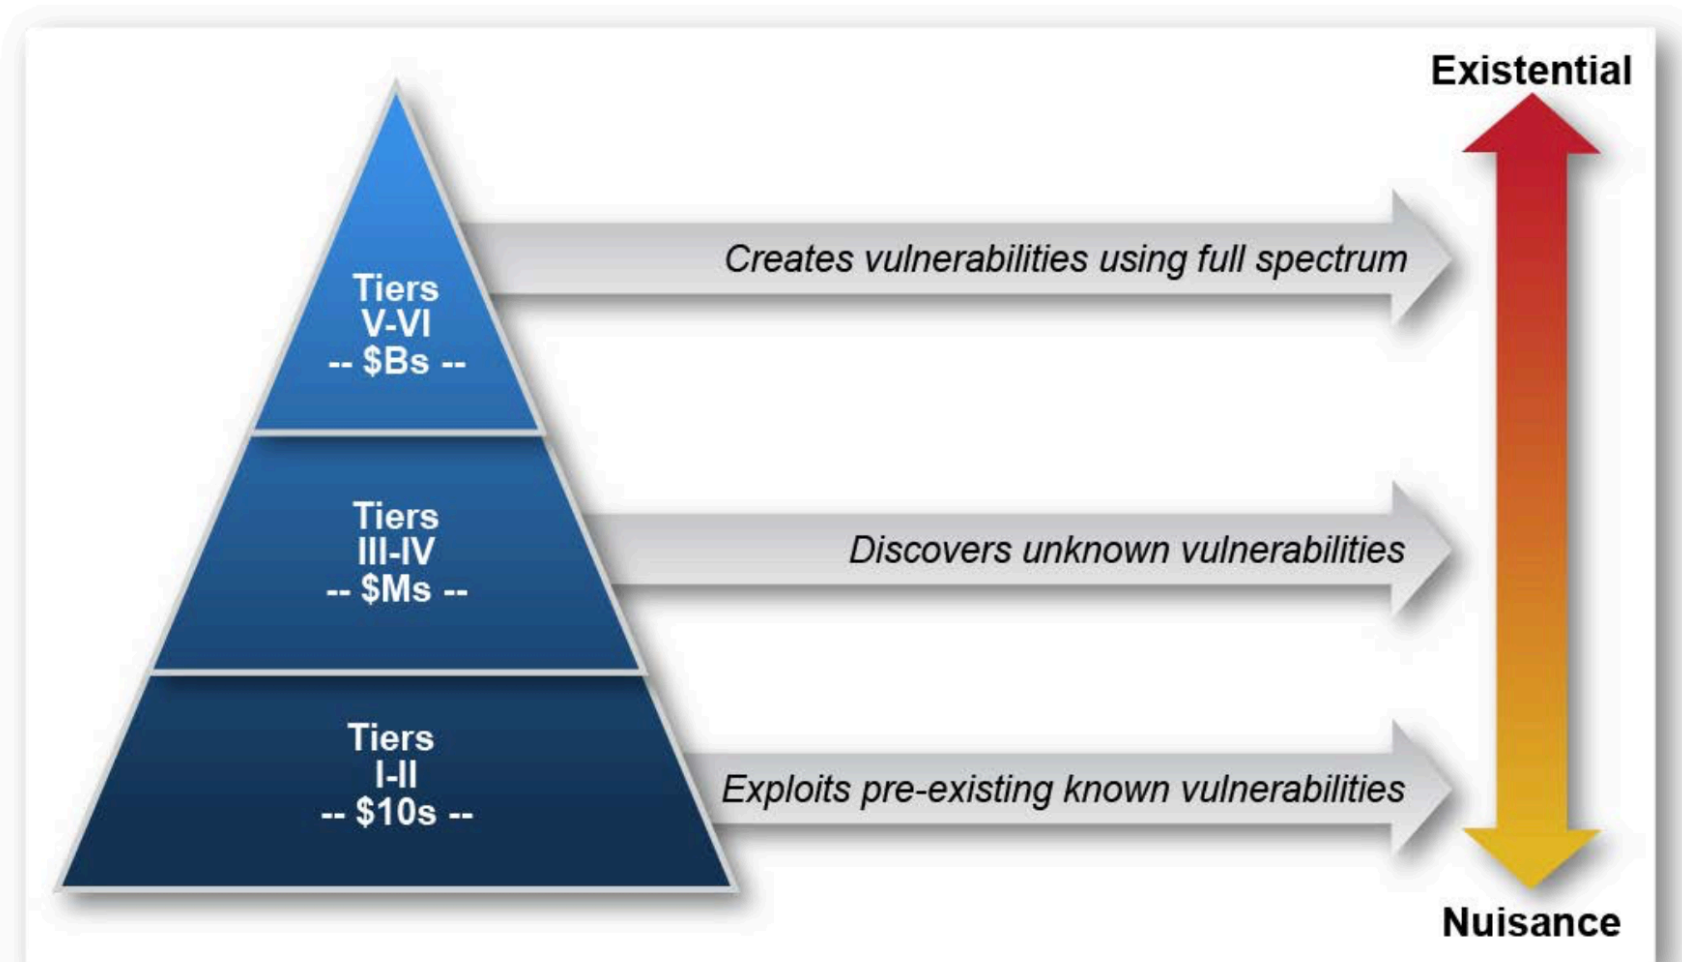 Existential
Creates vulnerabilities using full spectrum
Tiers
V-VI
-- $Bs --
Tiers
III-IV
-- $Ms --
Discovers unknown vulnerabilities
Tiers
I-II
-- $10s --
Exploits pre-existing known vulnerabilities
Nuisance